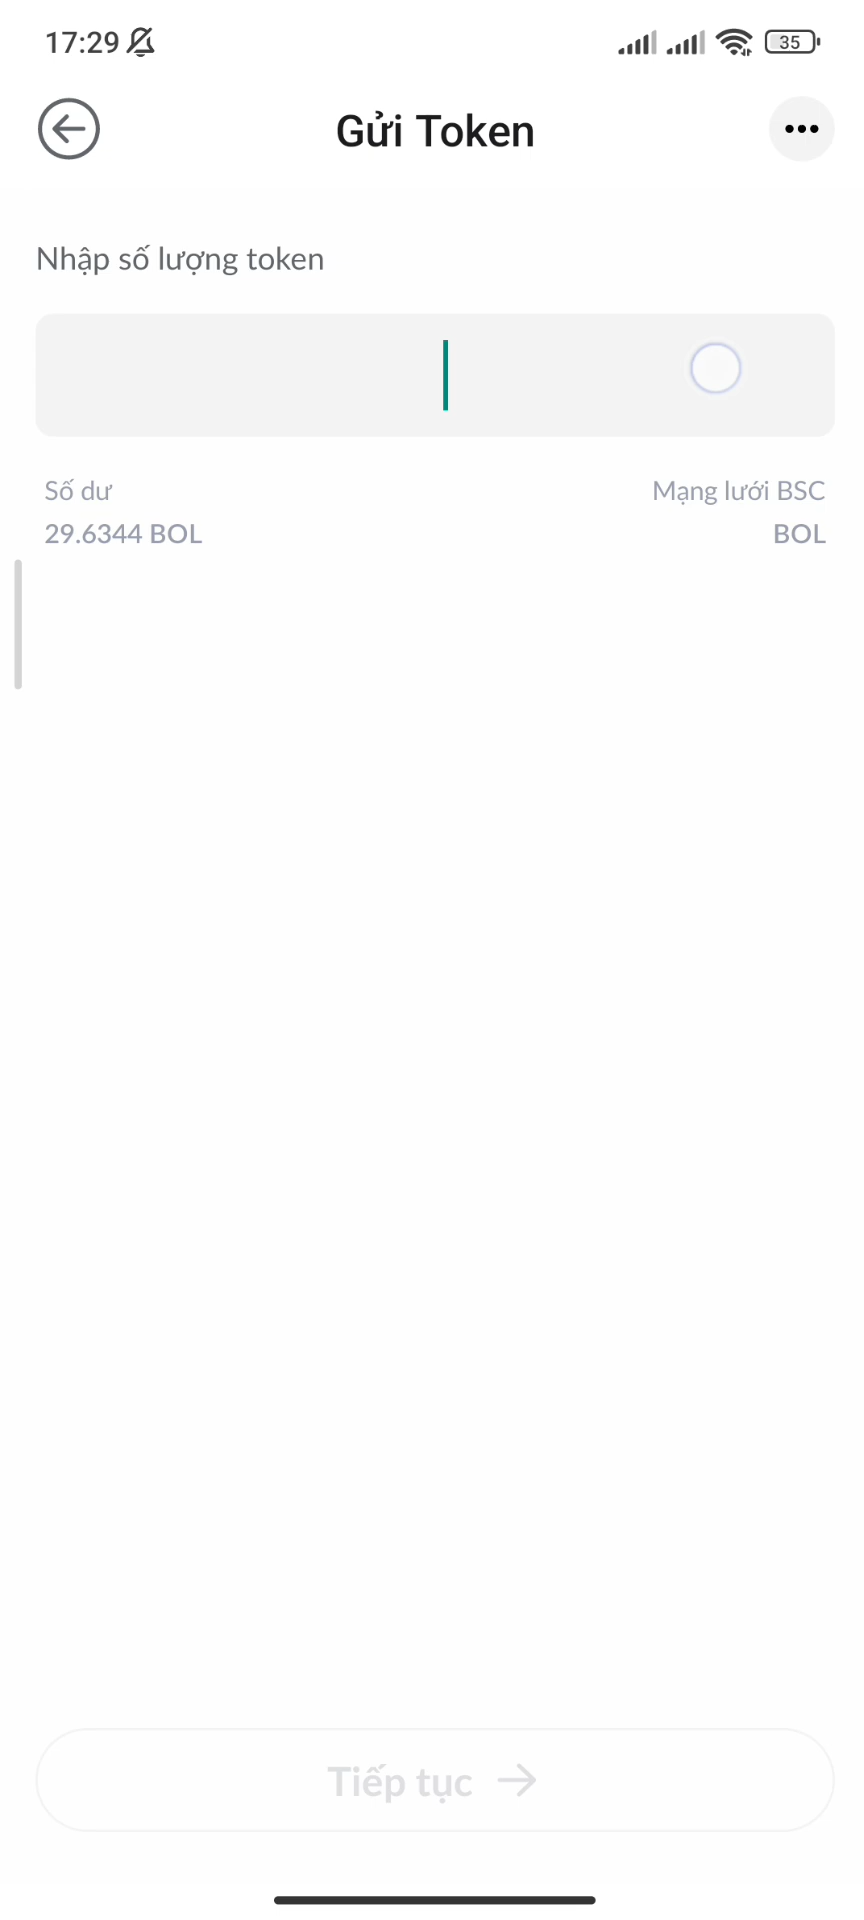 17:29
35
Gửi Token
Nhập số lượng token
Số dư
Mạng lưới BSC
29.6344 BOL
BOL
Tiếp tục